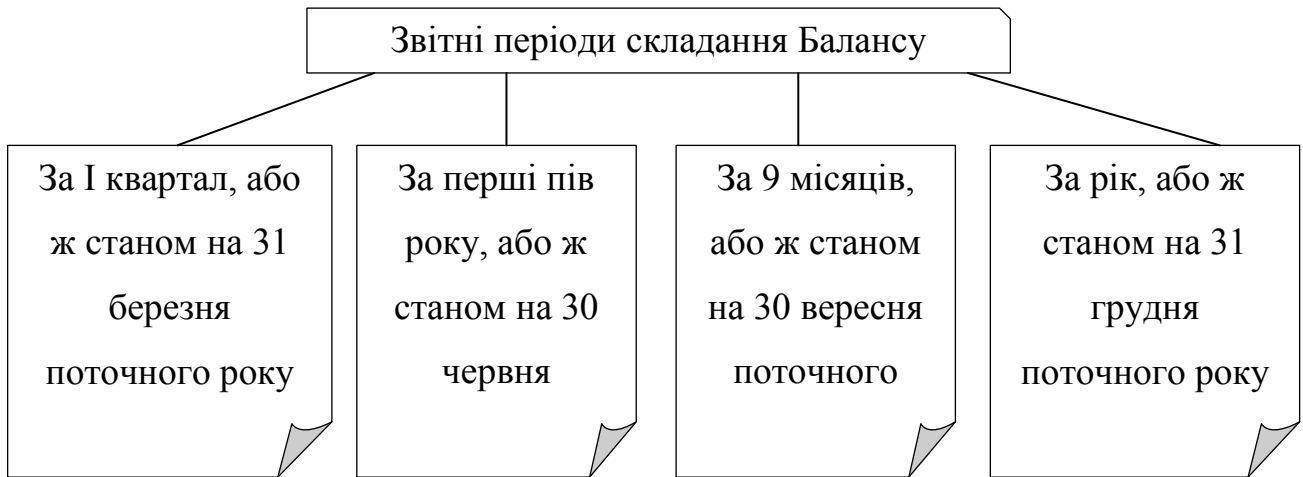 Звітні періоди складання Балансу
За І квартал, або
ж станом на 31
березня
поточного року
За перші пів
року, або ж
станом на 30
червня
За 9 місяців,
або ж станом
на 30 вересня
поточного
За рік, або ж
станом на 31
грудня
поточного року